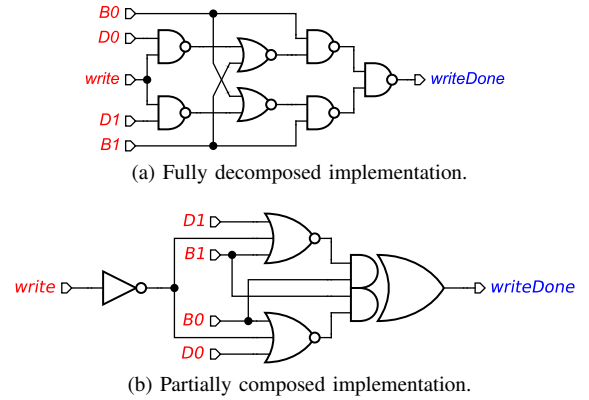 B0
D0
write
writeDone
D1
B1
(a) Fully decomposed implementation.
D1
B1
write
writeDone
B0
D0
(b) Partially composed implementation.